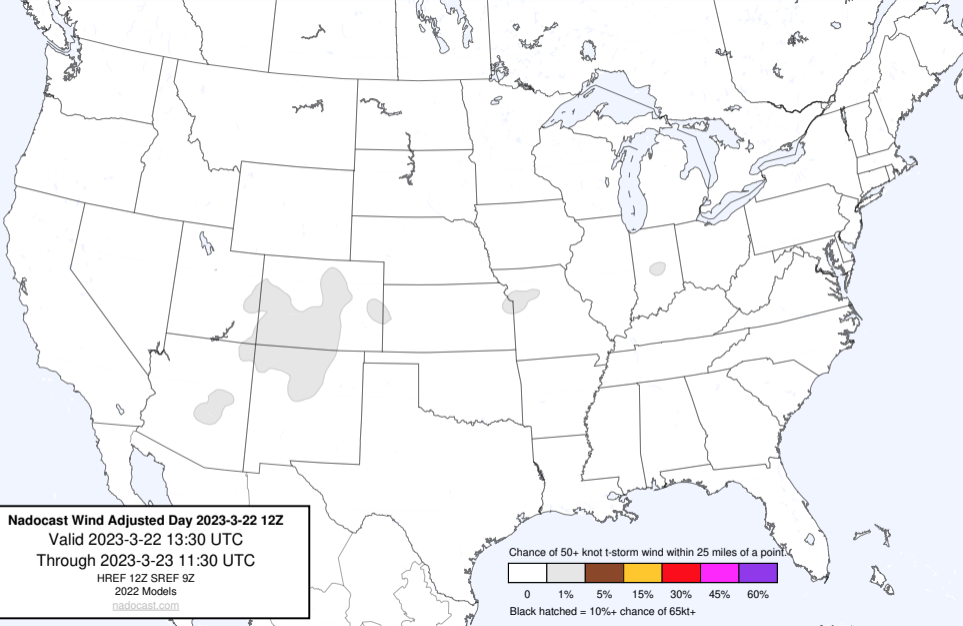 Nadocast Wind Adjusted Day 2023-3-22 12Z
Valid 2023-3-22 13:30 UTC
Through 2023-3-23 11:30 UTC
HREF 12Z SREF 9Z
2022 Models
nadocast.com
Chance of 50+ knot t-storm wind within 25 miles of a point.
0 1% 5% 15% 30% 45% 60%
Black hatched = 10%+ chance of 65kt+